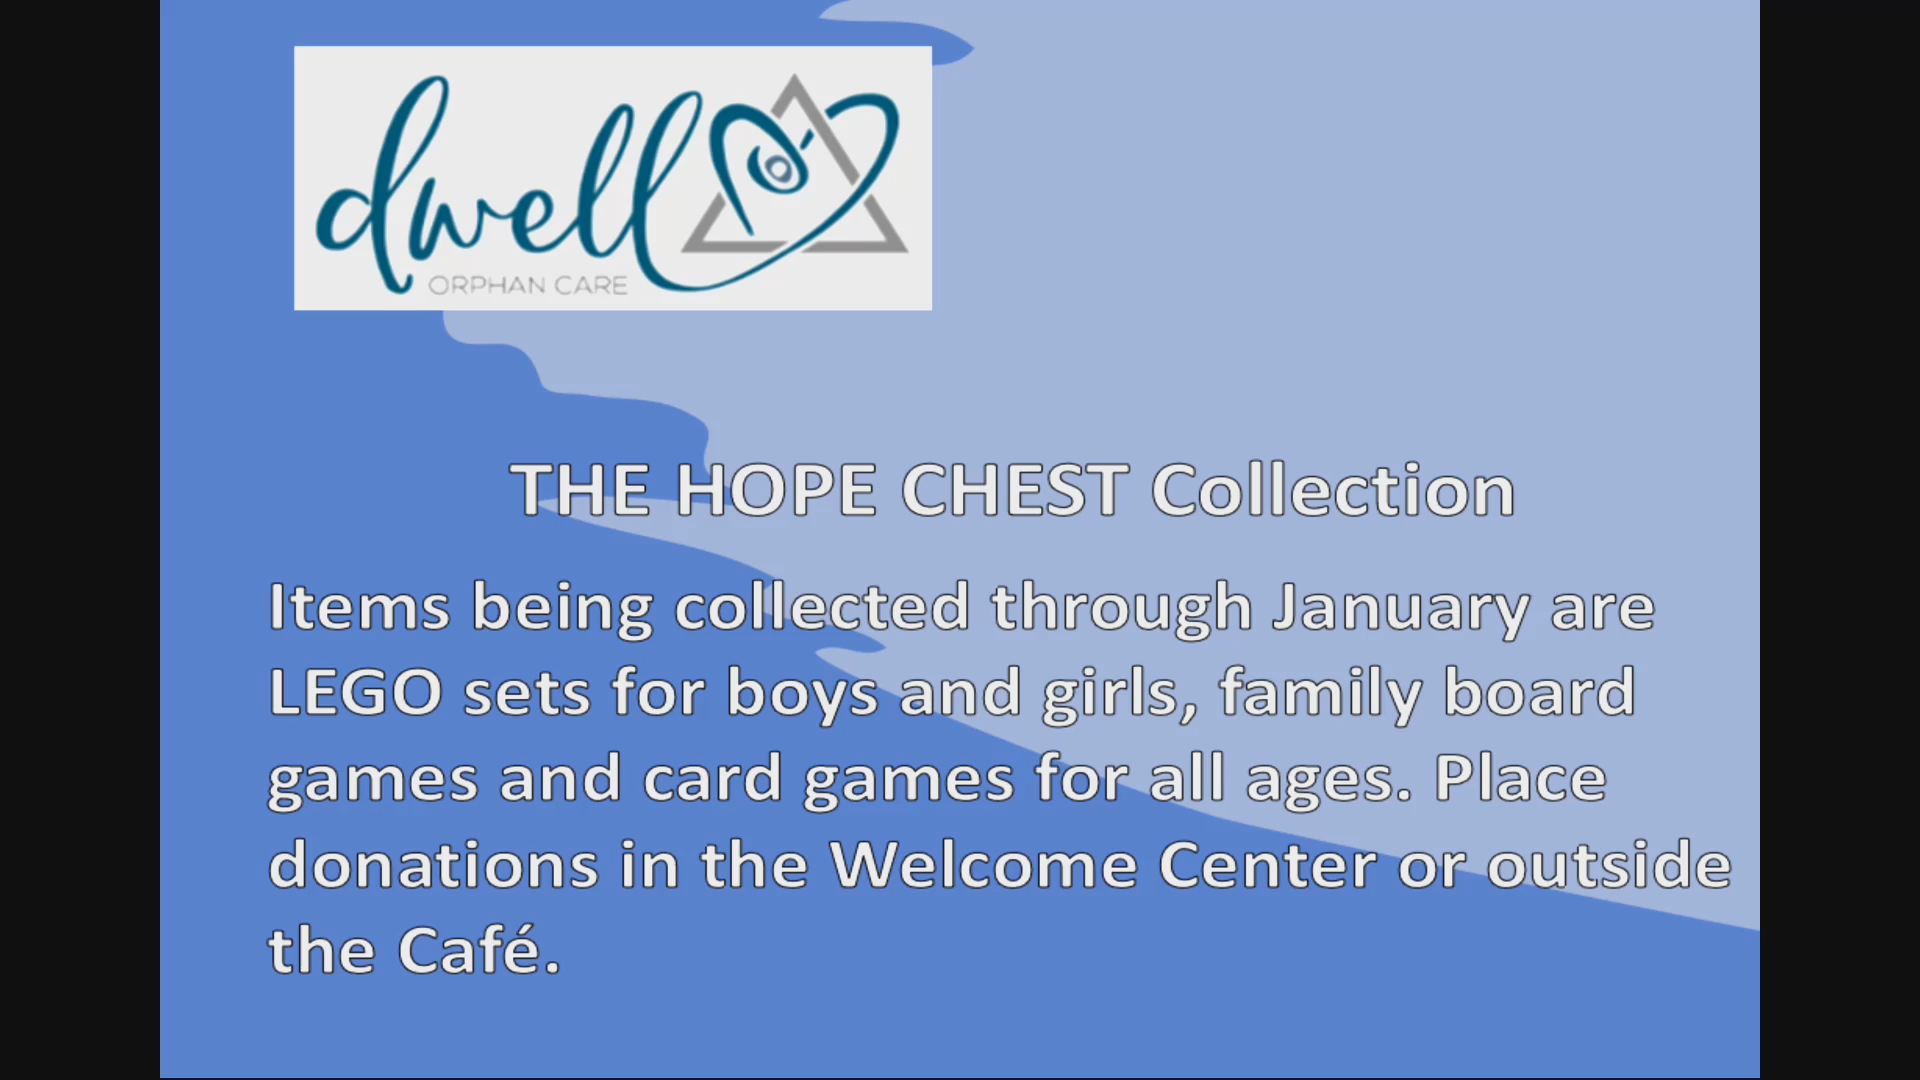 dwell
ORPHAN CARE
THE HOPE CHEST Collection
Items being collected through January are
LEGO sets for boys and girls, family board
games and card games for all ages. Place
donations in the Welcome Center or outside
the Café.